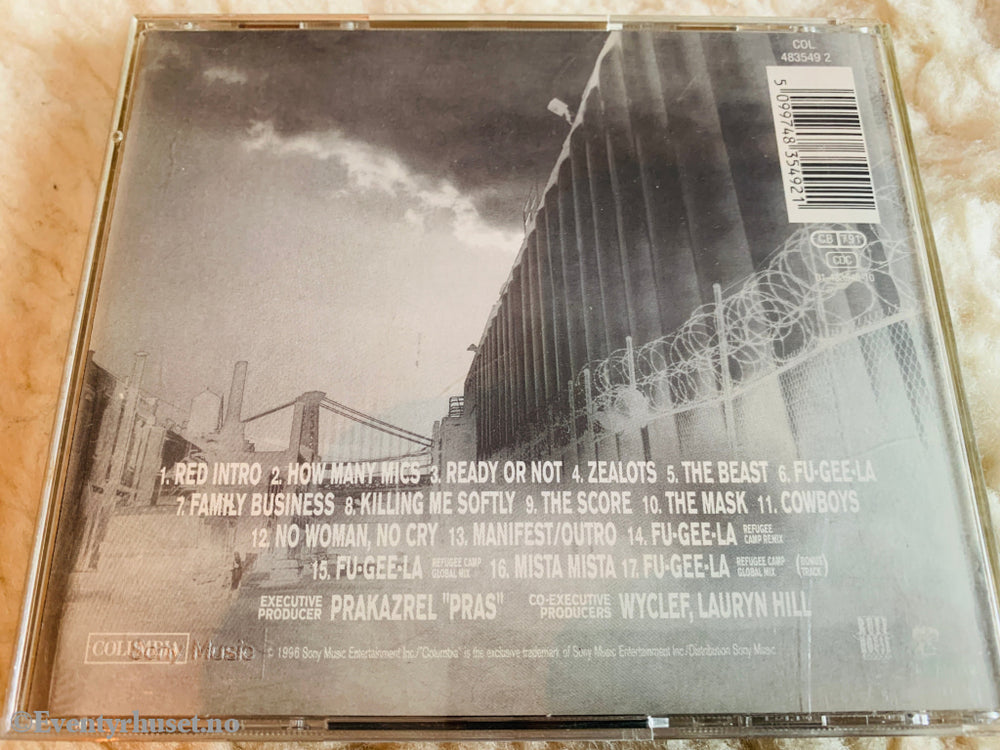 COL
483549 2
5 099748 354921
CB 791
CDC
1. RED INTRO 2. HOW MANY MICS 3. READY OR NOT 4. ZEALOTS 5. THE BEAST 6. FU-GEE-LA
7. FAMILY BUSINESS 8. KILLING ME SOFTLY 9. THE SCORE 10. THE MASK 11. COWBOYS
12. NO WOMAN, NO CRY 13. MANIFEST/OUTRO 14. FU-GEE-LA REFUGEE CAMP REMIX
15. FU-GEE-LA REFUGEE CAMP GLOBAL MIX 16. MISTA MISTA 17. FU-GEE-LA REFUGEE CAMP GLOBAL MIX (BONUS TRACK)
EXECUTIVE PRODUCER PRAKAZREL "PRAS" CO-EXECUTIVE PRODUCERS WYCLEF, LAURYN HILL
COLUMBIA Sony Music © 1996 Sony Music Entertainment Inc./"Columbia" is the exclusive trademark of Sony Music Entertainment Inc./Distribution Sony Music
©Eventyrhuset.no